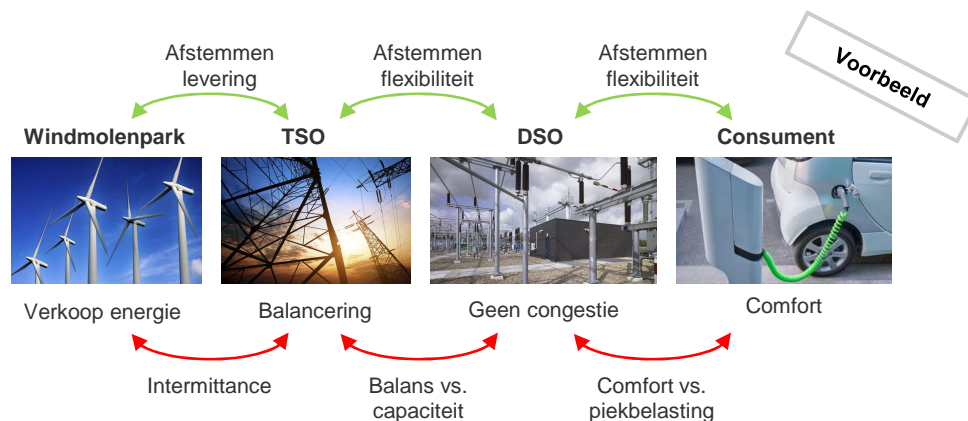 Afstemmen
levering
Afstemmen
flexibiliteit
Afstemmen
flexibiliteit
Voorbeeld
Windmolenpark
TSO
DSO
Consument
Verkoop energie
Balancering
Geen congestie
Comfort
Intermittance
Balans vs.
capaciteit
Comfort vs.
piekbelasting